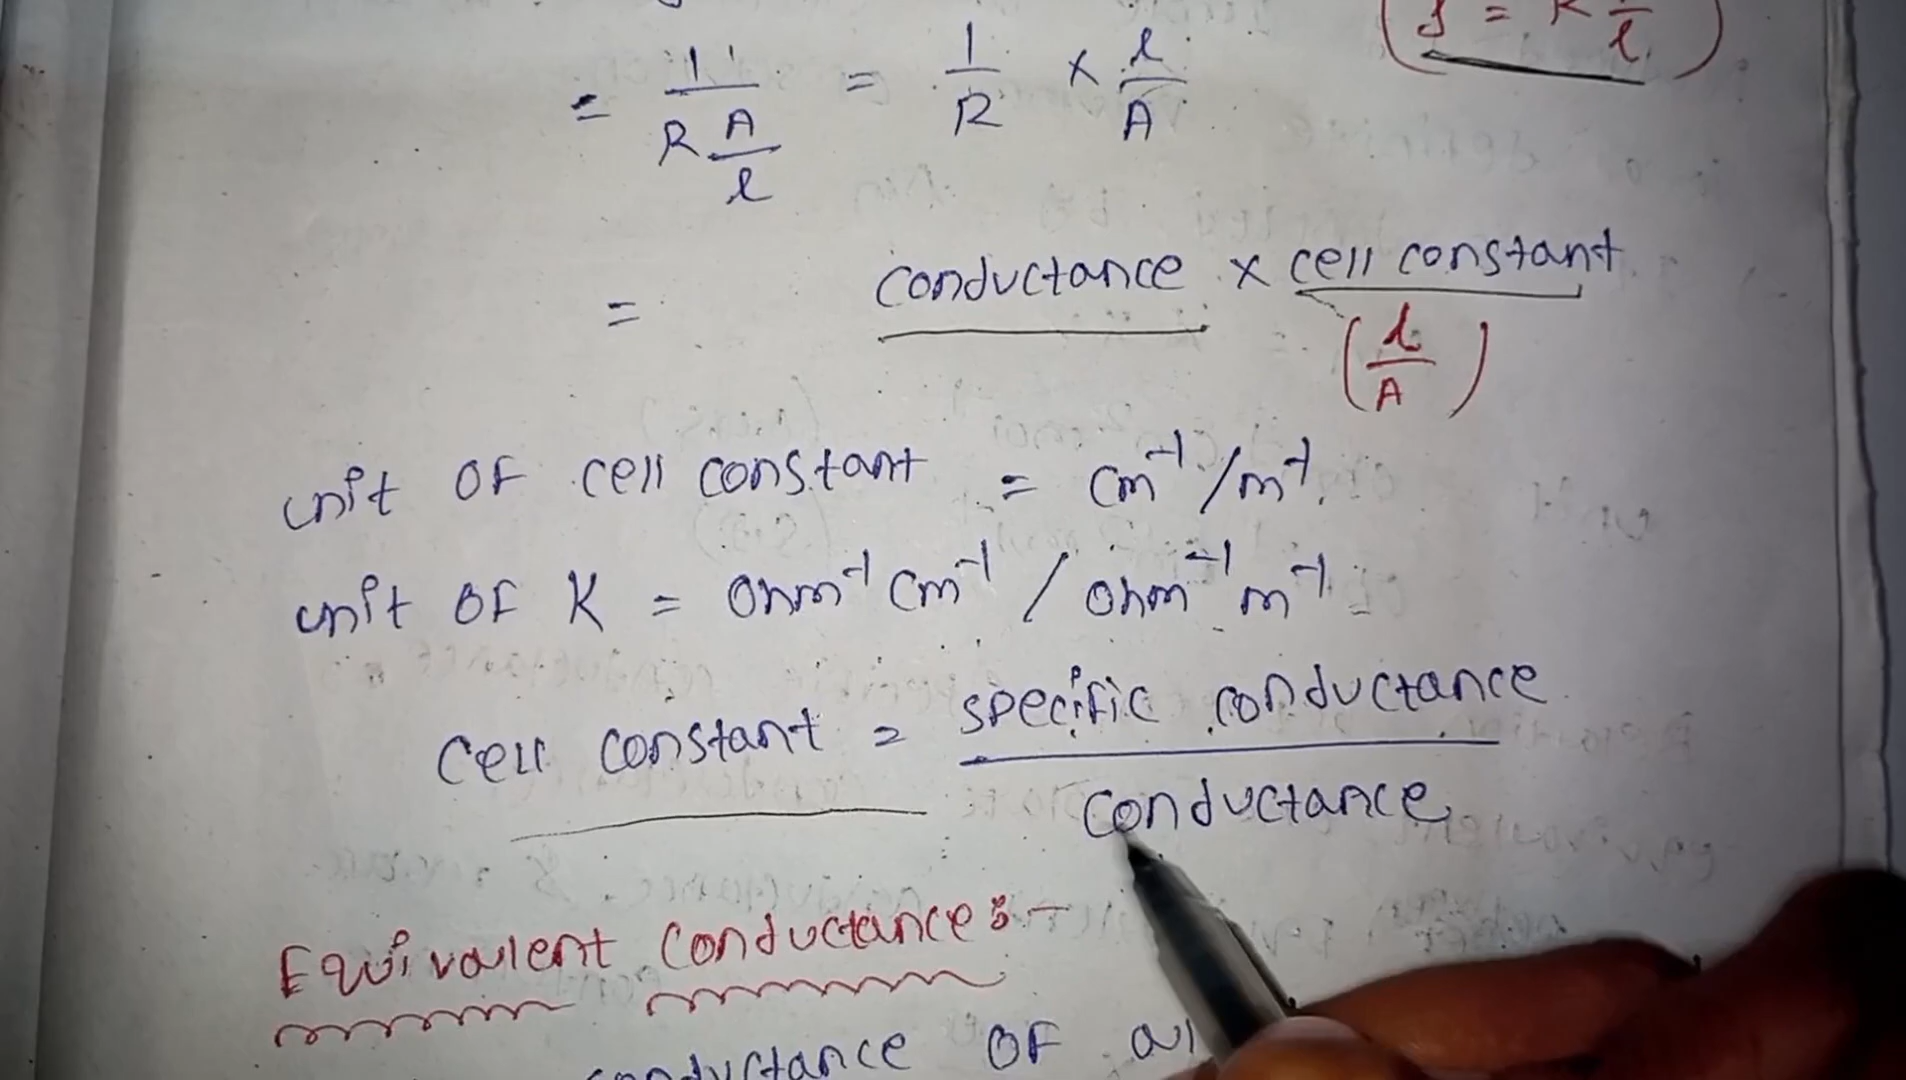 (ρ = R A/l)
= 1/(R A/l) = 1/R × l/A
= conductance × cell constant
(l/A)
unit of cell constant = cm⁻¹/m⁻¹.
unit of K = ohm⁻¹ cm⁻¹ / ohm⁻¹ m⁻¹
cell constant = specific conductance / conductance
Equivalent conductance:-
conductance of